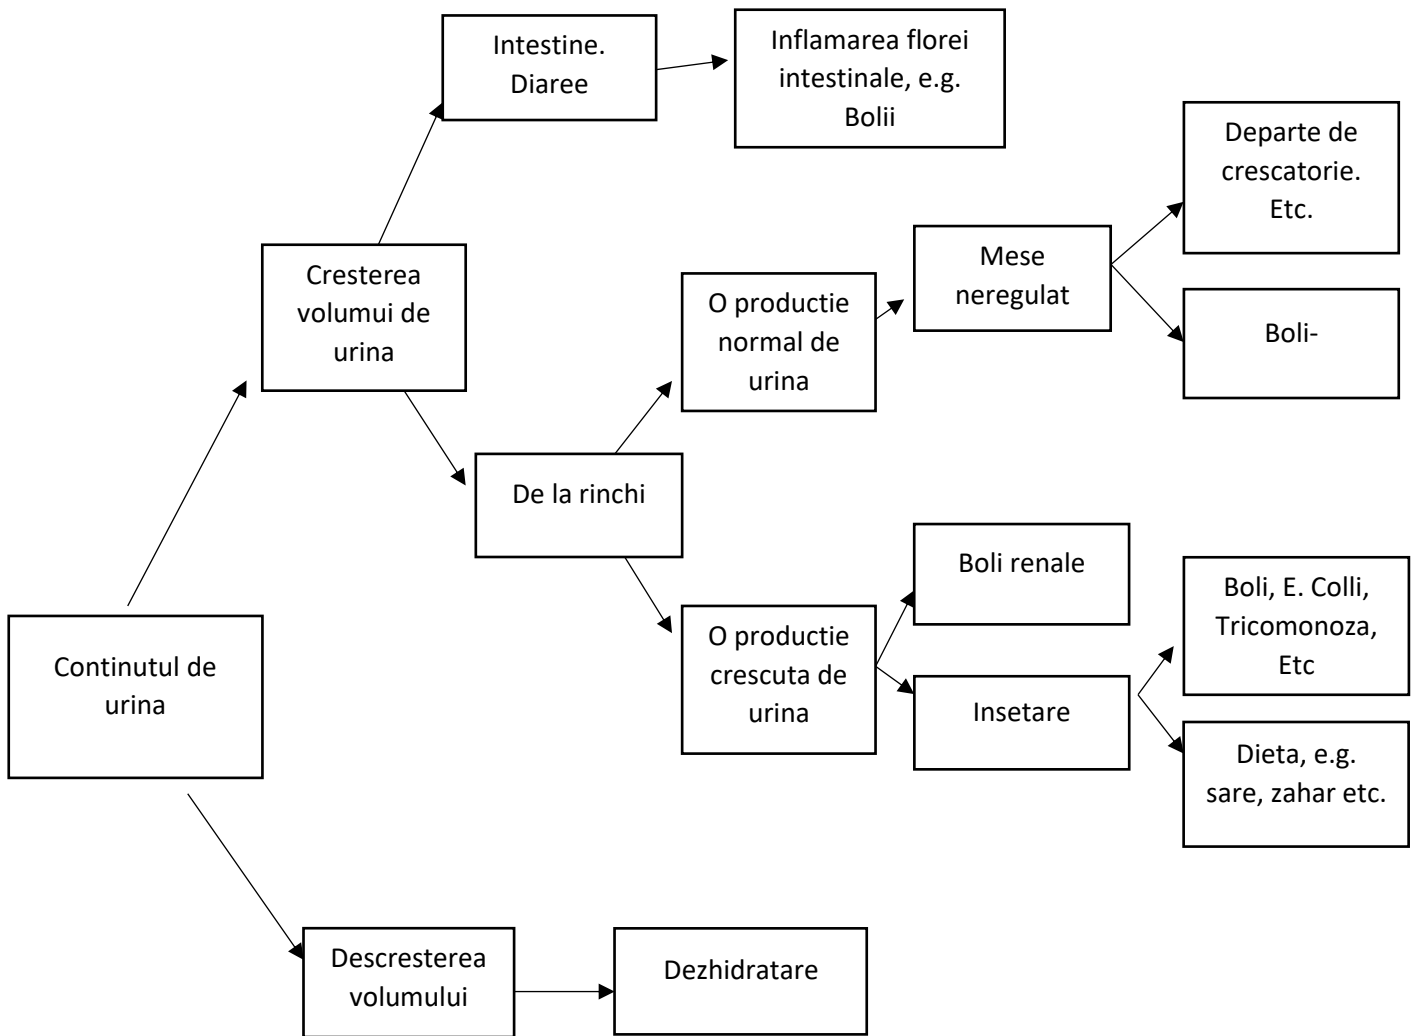 Intestine.
Diaree
Inflamarea florei
intestinale, e.g.
Bolii
Departe de
crescatorie.
Etc.
Cresterea
volumui de
urina
Mese
neregulat
O productie
normal de
urina
Boli-
De la rinchi
Boli renale
Boli, E. Colli,
Tricomonoza,
Etc
O productie
crescuta de
urina
Continutul de
urina
Insetare
Dieta, e.g.
sare, zahar etc.
Descresterea
volumului
Dezhidratare